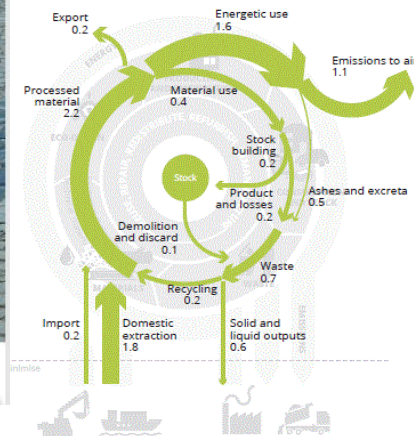 Export
0.2
Energetic use
1.6
Emissions to ai
1.1
Processed
material
2.2
Material use
0.4
Stock
building
0.2
Stock
Product
and losses
0.2
Ashes and excreta
0.5
Demolition
and discard
0.1
Waste
0.7
Recycling
0.2
Import
0.2
Domestic
extraction
1.8
Solid and
liquid outputs
0.6
inimise
EMISSIONS